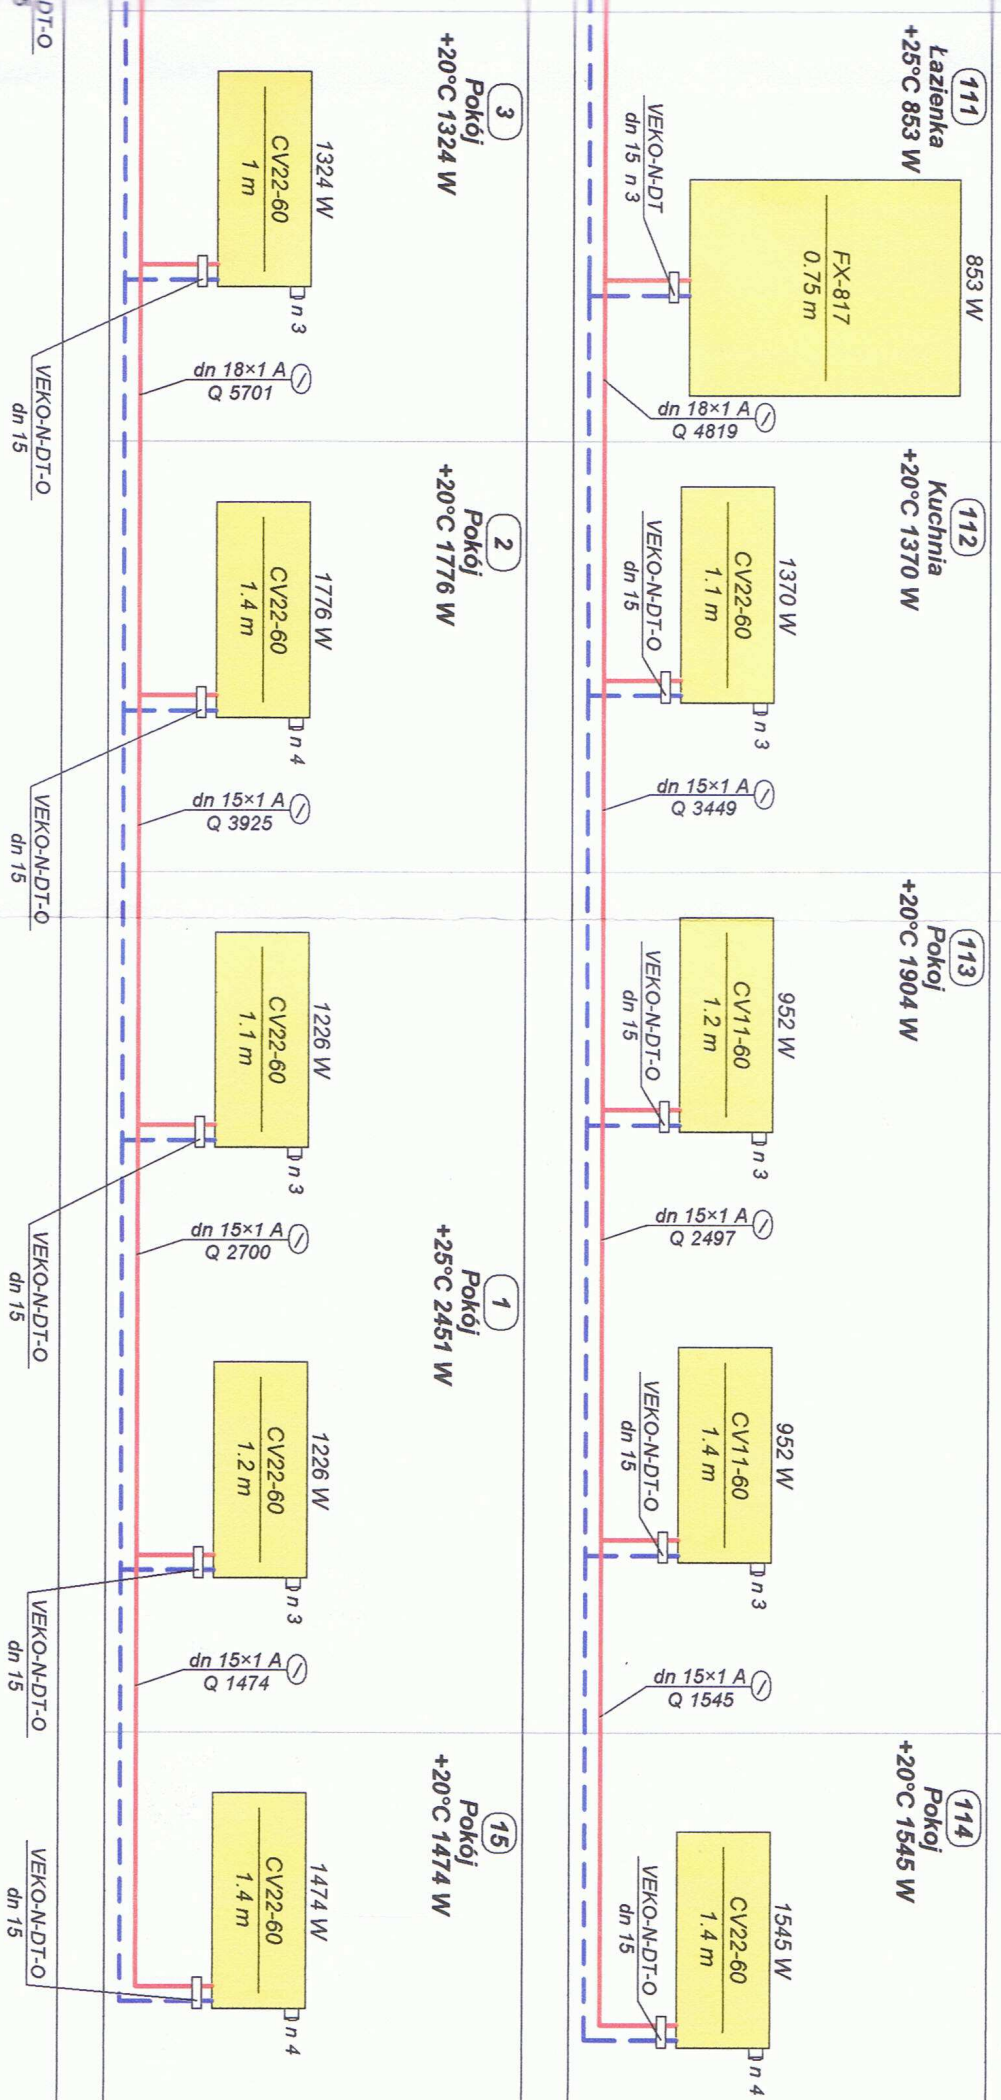 111
Łazienka
+25°C 853 W
853 W
FX-817
0.75 m
VEKO-N-DT
dn 15 n 3
dn 18×1 A
Q 4819
112
Kuchnia
+20°C 1370 W
1370 W
CV22-60
1.1 m
n 3
VEKO-N-DT-O
dn 15
dn 15×1 A
Q 3449
113
Pokoj
+20°C 1904 W
952 W
CV11-60
1.2 m
n 3
VEKO-N-DT-O
dn 15
dn 15×1 A
Q 2497
952 W
CV11-60
1.4 m
n 3
VEKO-N-DT-O
dn 15
dn 15×1 A
Q 1545
114
Pokoj
+20°C 1545 W
1545 W
CV22-60
1.4 m
n 4
VEKO-N-DT-O
dn 15
3
Pokój
+20°C 1324 W
1324 W
CV22-60
1 m
n 3
dn 18×1 A
Q 5701
VEKO-N-DT-O
dn 15
2
Pokój
+20°C 1776 W
1776 W
CV22-60
1.4 m
n 4
dn 15×1 A
Q 3925
VEKO-N-DT-O
dn 15
1
Pokój
+25°C 2451 W
1226 W
CV22-60
1.1 m
n 3
dn 15×1 A
Q 2700
VEKO-N-DT-O
dn 15
1226 W
CV22-60
1.2 m
n 3
dn 15×1 A
Q 1474
VEKO-N-DT-O
dn 15
15
Pokój
+20°C 1474 W
1474 W
CV22-60
1.4 m
n 4
VEKO-N-DT-O
dn 15
DT-O